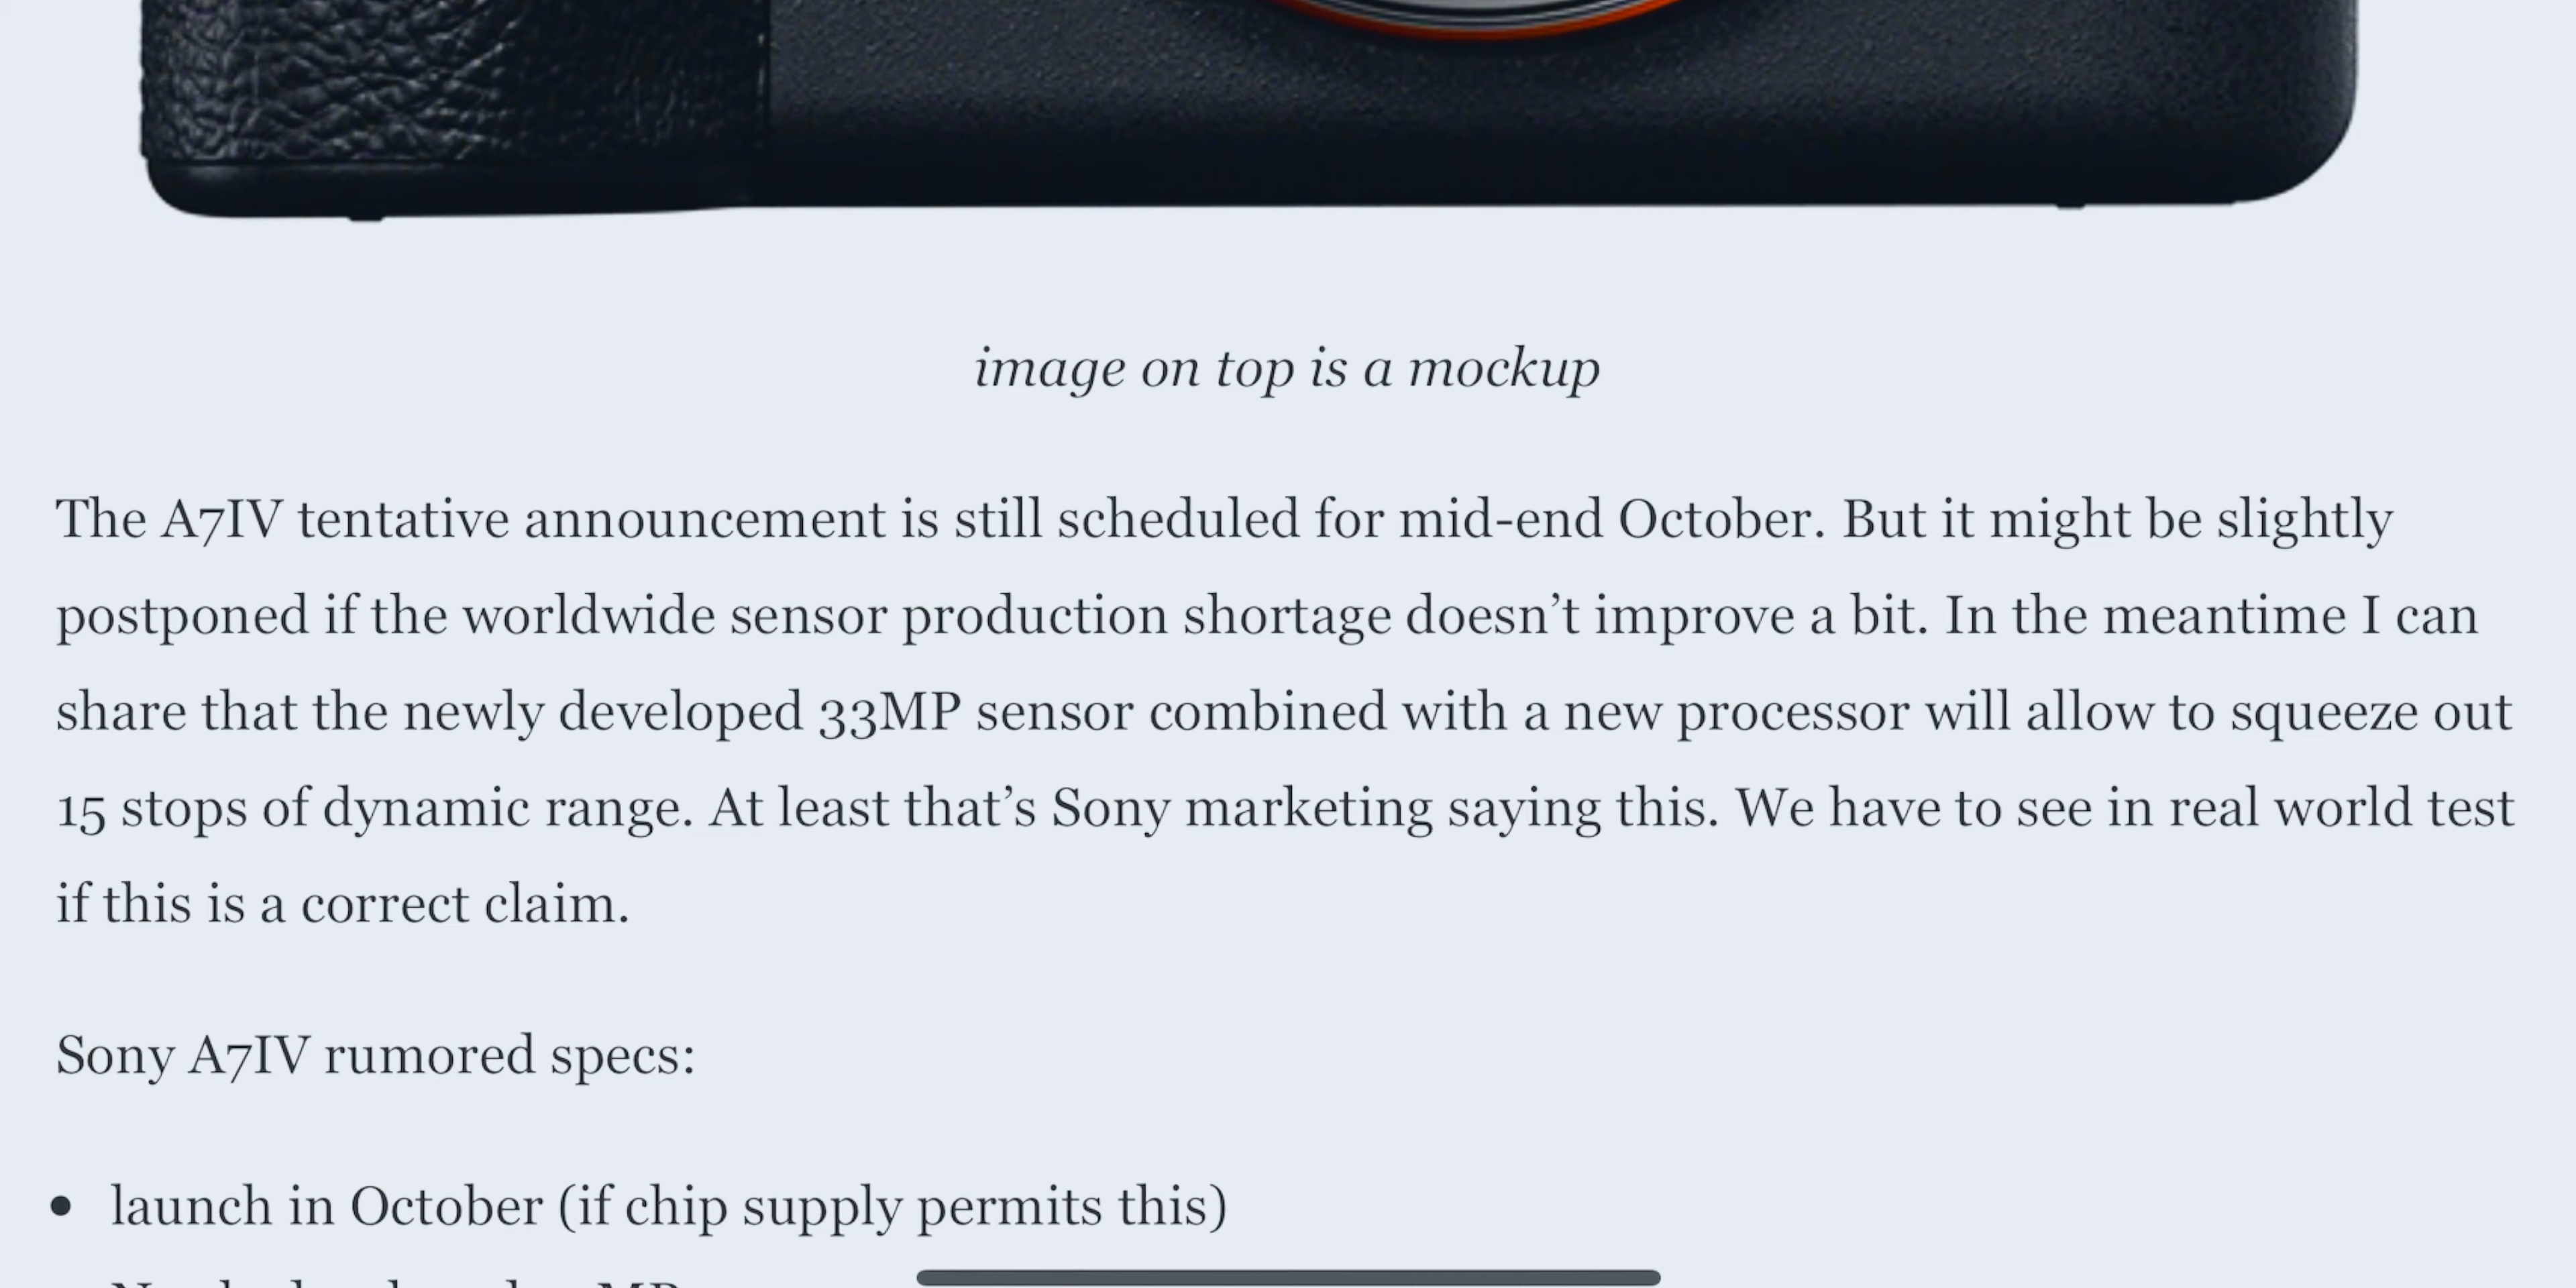 image on top is a mockup
The A7IV tentative announcement is still scheduled for mid-end October. But it might be slightly
postponed if the worldwide sensor production shortage doesn’t improve a bit. In the meantime I can
share that the newly developed 33MP sensor combined with a new processor will allow to squeeze out
15 stops of dynamic range. At least that’s Sony marketing saying this. We have to see in real world test
if this is a correct claim.
Sony A7IV rumored specs:
• launch in October (if chip supply permits this)